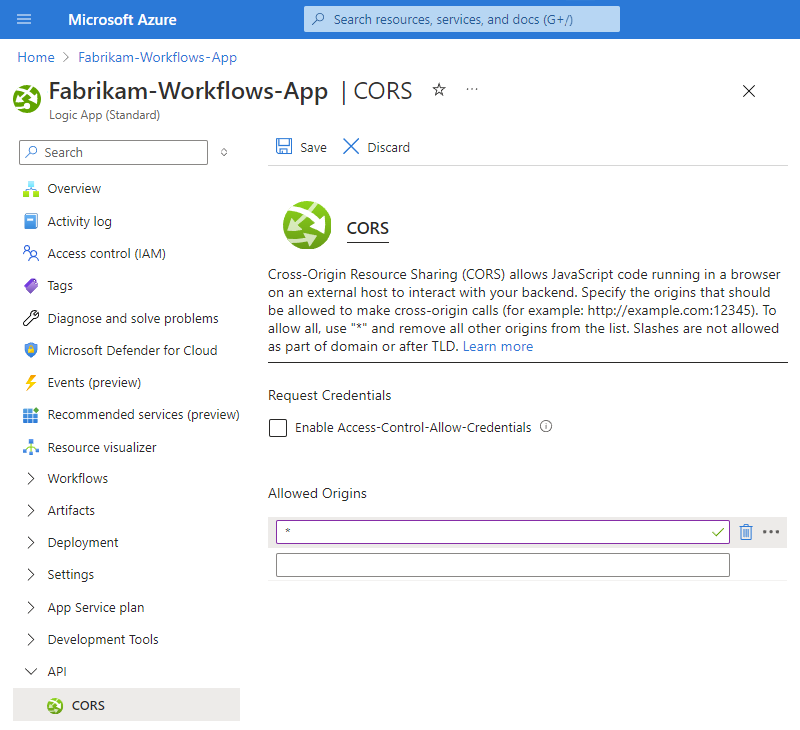 Microsoft Azure
Search resources, services, and docs (G+/)
Home > Fabrikam-Workflows-App
Fabrikam-Workflows-App | CORS ☆ ...
Logic App (Standard)
Search
Overview
Activity log
Access control (IAM)
Tags
Diagnose and solve problems
Microsoft Defender for Cloud
Events (preview)
Recommended services (preview)
Resource visualizer
Workflows
Artifacts
Deployment
Settings
App Service plan
Development Tools
API
CORS
Save Discard
CORS
Cross-Origin Resource Sharing (CORS) allows JavaScript code running in a browser
on an external host to interact with your backend. Specify the origins that should
be allowed to make cross-origin calls (for example: http://example.com:12345). To
allow all, use "*" and remove all other origins from the list. Slashes are not allowed
as part of domain or after TLD. Learn more
Request Credentials
Enable Access-Control-Allow-Credentials
Allowed Origins
*